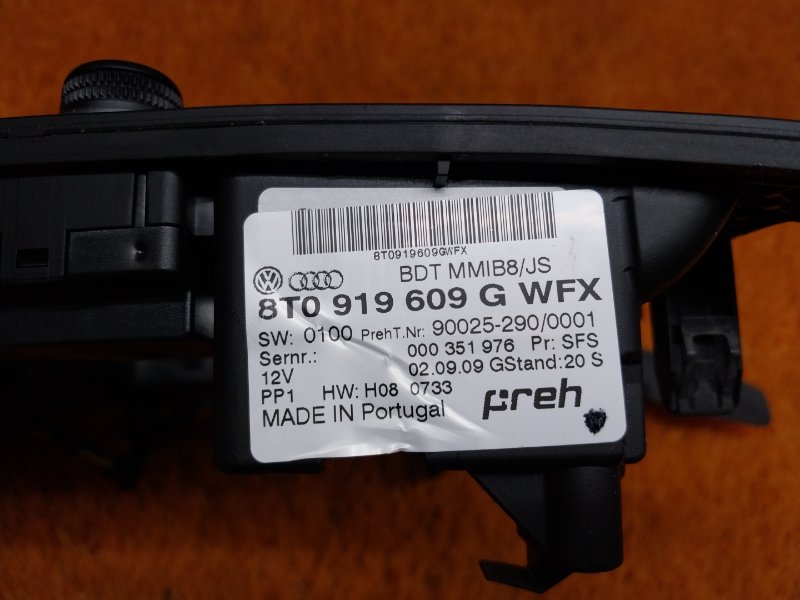 8T0919609GWFX
BDT MMIB8/JS
8T0 919 609 G WFX
SW: 0100 PrehT.Nr: 90025-290/0001
Sernr.: 000 351 976 Pr: SFS
12V 02.09.09 GStand: 20 S
PP1 HW: H08 0733
MADE IN Portugal preh